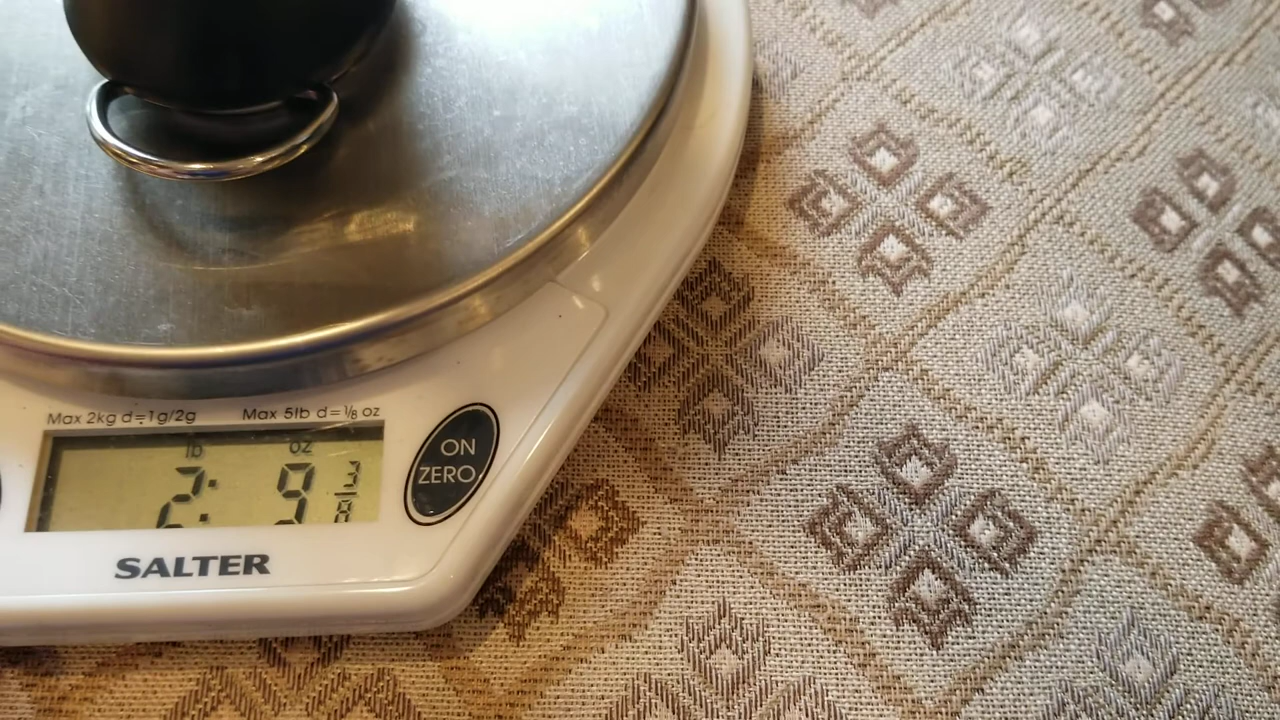 Max 2kg d=1g/2g Max 5lb d=⅛ oz
lb oz
2: 9 3/8
ON
ZERO
SALTER